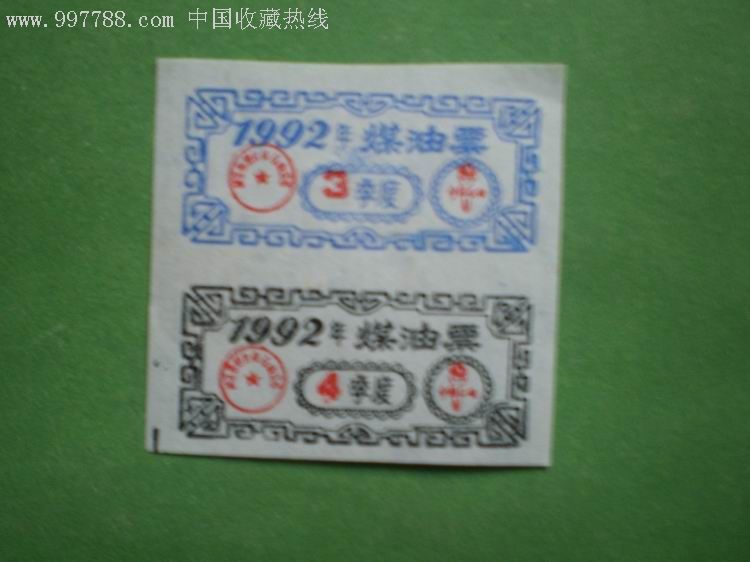 www.997788.com 中国收藏热线
1992年 煤油票
3 季度
1992年 煤油票
4 季度